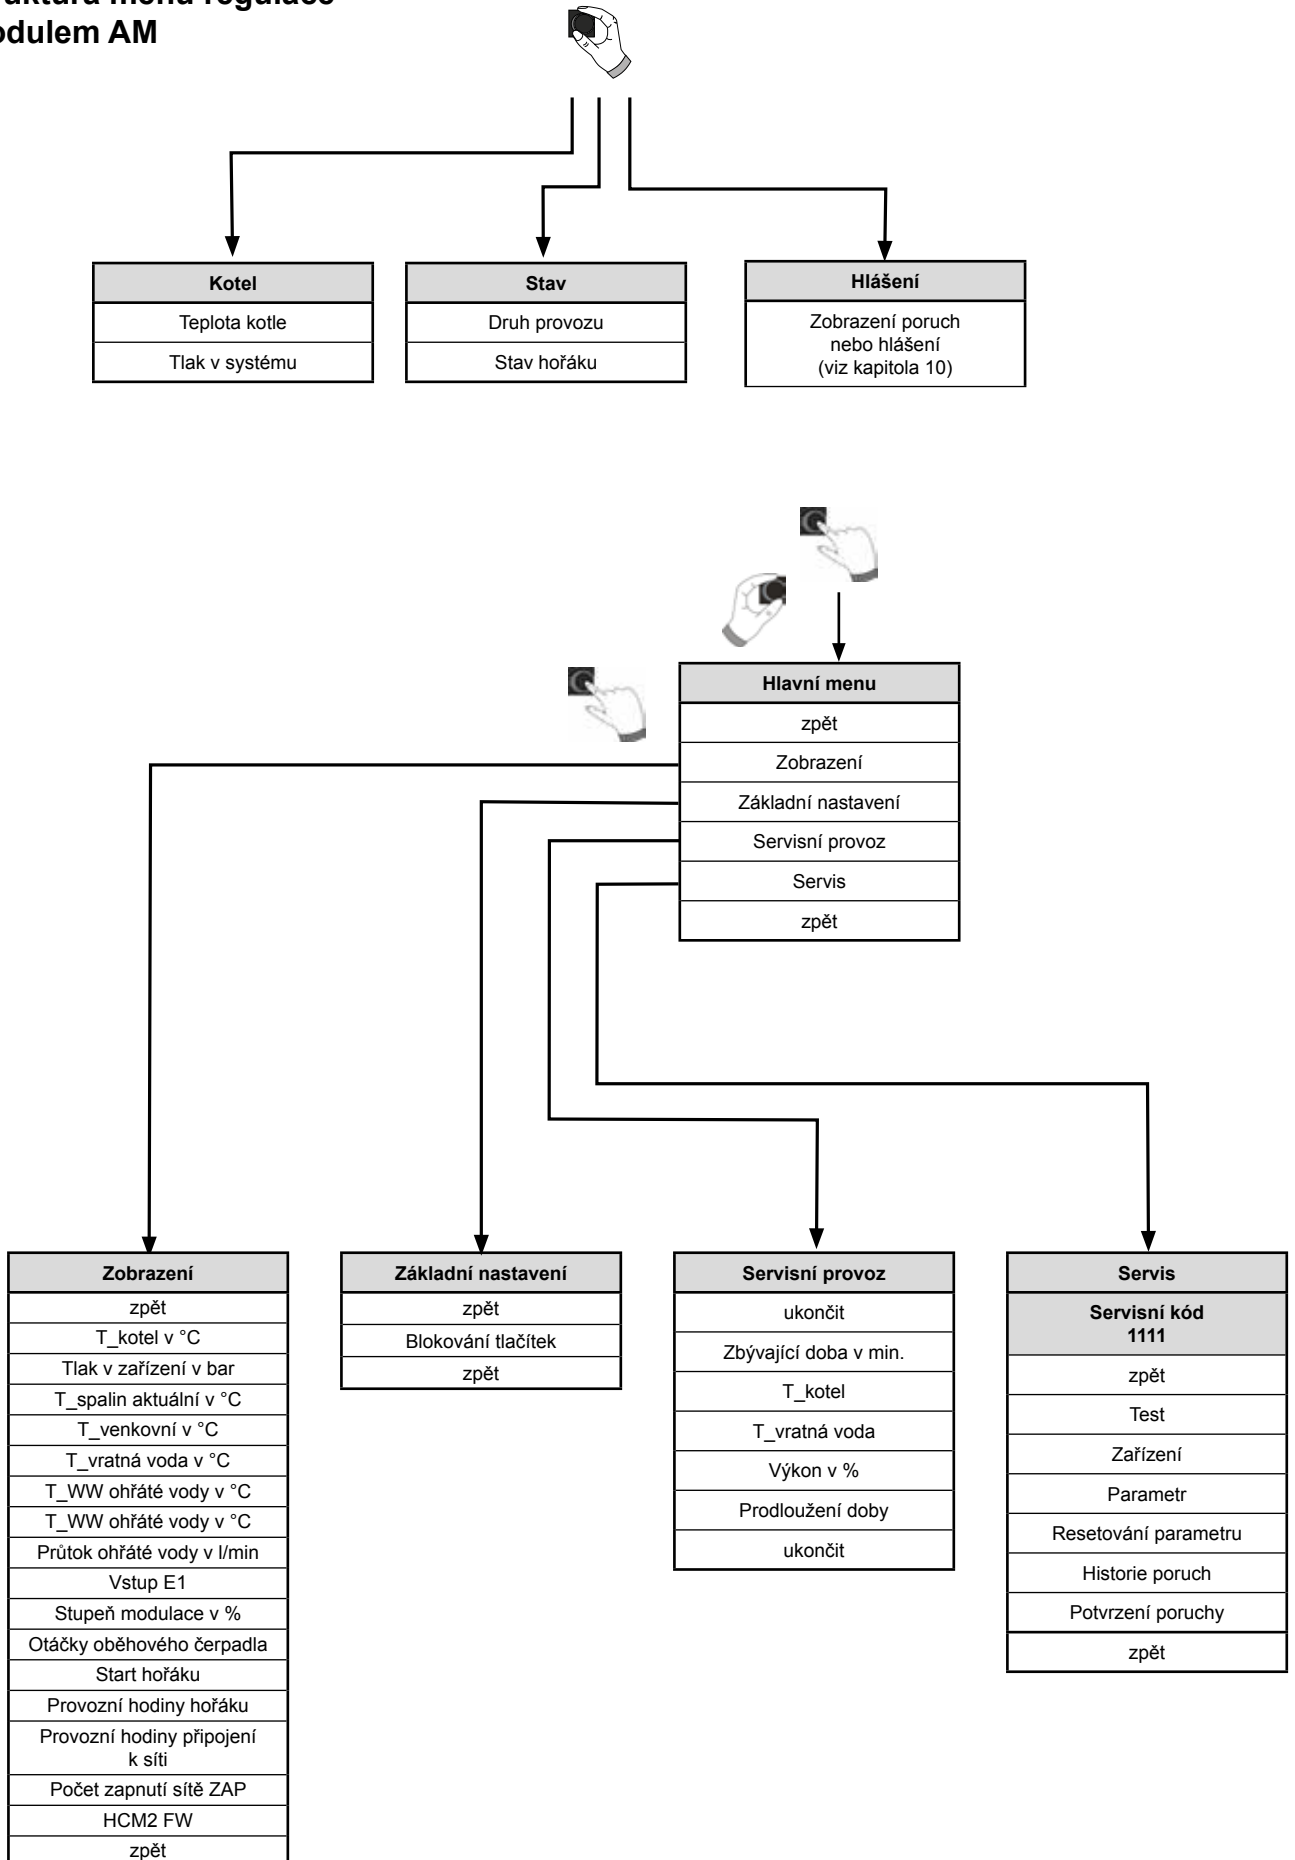 menu regulace
modulem AM
Kotel
Teplota kotle
Tlak v systému
Stav
Druh provozu
Stav hořáku
Hlášení
Zobrazení poruch
nebo hlášení
(viz kapitola 10)
Hlavní menu
zpět
Zobrazení
Základní nastavení
Servisní provoz
Servis
zpět
Zobrazení
zpět
T_kotel v °C
Tlak v zařízení v bar
T_spalin aktuální v °C
T_venkovní v °C
T_vratná voda v °C
T_WW ohřáté vody v °C
T_WW ohřáté vody v °C
Průtok ohřáté vody v l/min
Vstup E1
Stupeň modulace v %
Otáčky oběhového čerpadla
Start hořáku
Provozní hodiny hořáku
Provozní hodiny připojení
k síti
Počet zapnutí sítě ZAP
HCM2 FW
zpět
Základní nastavení
zpět
Blokování tlačítek
zpět
Servisní provoz
ukončit
Zbývající doba v min.
T_kotel
T_vratná voda
Výkon v %
Prodloužení doby
ukončit
Servis
Servisní kód
1111
zpět
Test
Zařízení
Parametr
Resetování parametru
Historie poruch
Potvrzení poruchy
zpět